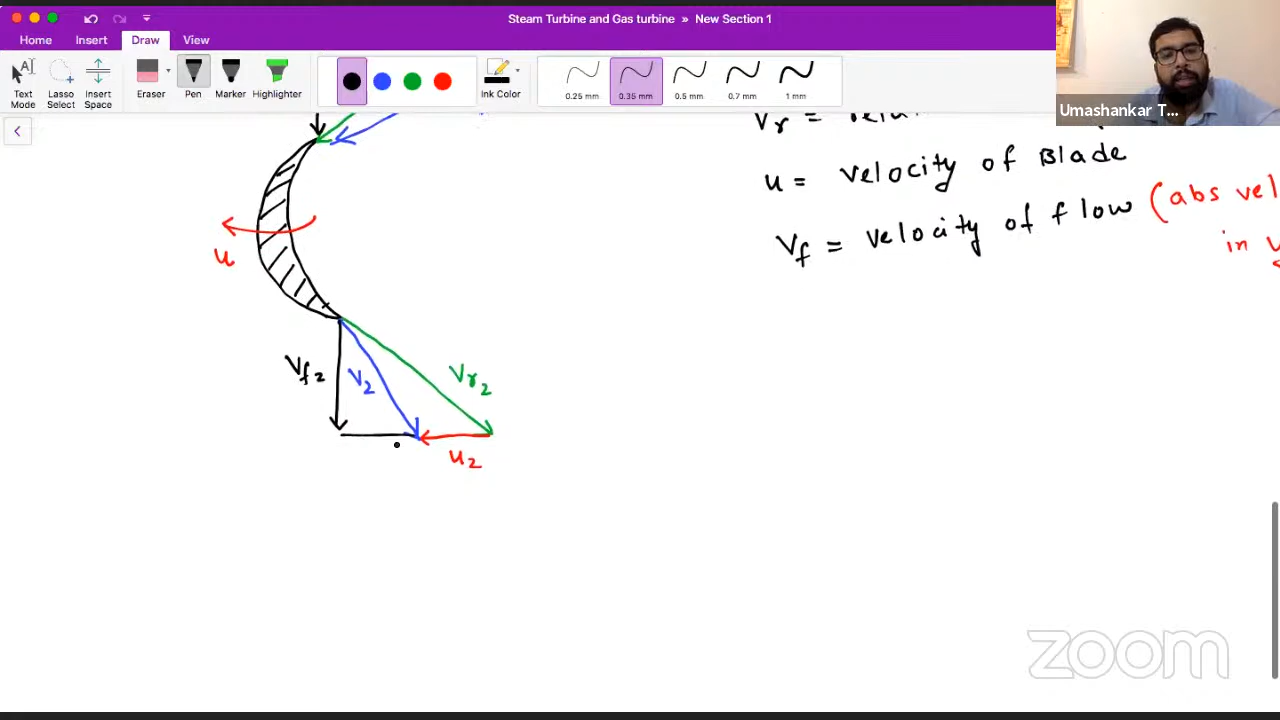 Steam Turbine and Gas turbine » New Section 1
Home Insert Draw View
Text Mode
Lasso Select
Insert Space
Eraser
Pen
Marker
Highlighter
Ink Color
0.25 mm
0.35 mm
0.5 mm
0.7 mm
1 mm
Umashankar T...
Vr =
u = velocity of Blade
Vf = velocity of flow (abs vel
in
u
Vf2
V2
Vr2
u2
zoom